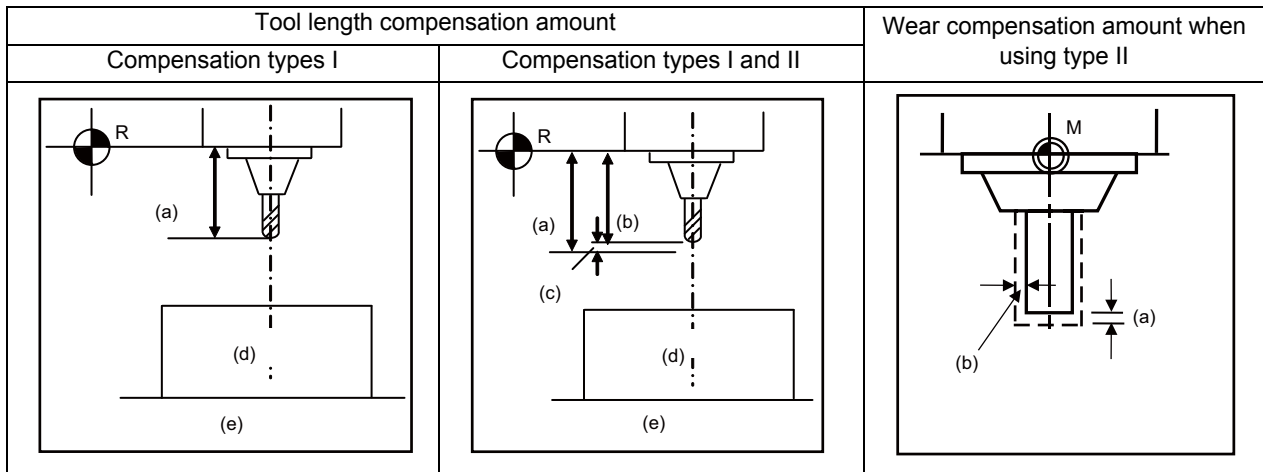 Tool length compensation amount
Wear compensation amount when
using type II
Compensation types I
Compensation types I and II
R
(a)
(d)
(e)
R
(a)
(b)
(c)
(d)
(e)
M
(a)
(b)